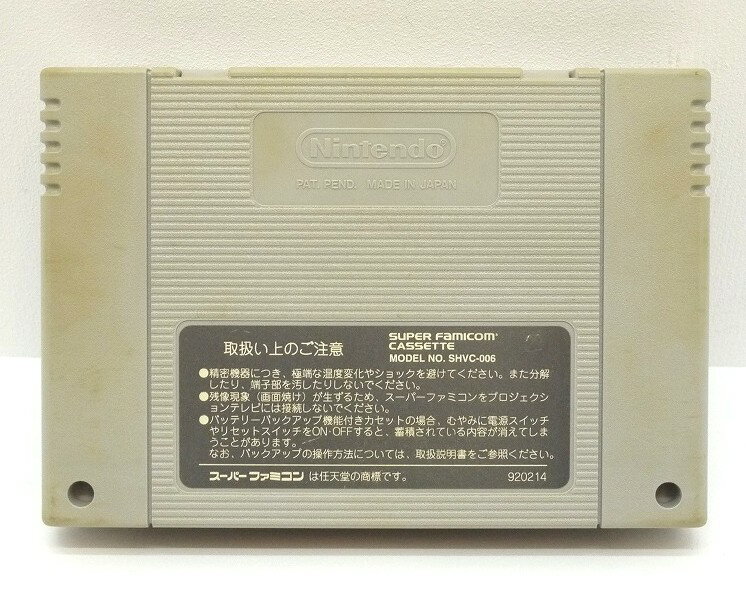 Nintendo
PAT. PEND. MADE IN JAPAN
取扱い上のご注意
SUPER FAMICOM
CASSETTE
MODEL NO. SHVC-006
●精密機器につき、極端な温度変化やショックを避けてください。また分解
したり、端子部を汚したりしないでください。
●残像現象（画面焼け）が生ずるため、スーパーファミコンをプロジェクシ
ョンテレビには接続しないでください。
●バッテリーバックアップ機能付きカセットの場合、むやみに電源スイッチ
やリセットスイッチをON・OFFすると、蓄積されている内容が消えてしま
うことがあります。
なお、バックアップの操作方法については、取扱説明書をご参照ください。
スーパーファミコン は任天堂の商標です。 920214